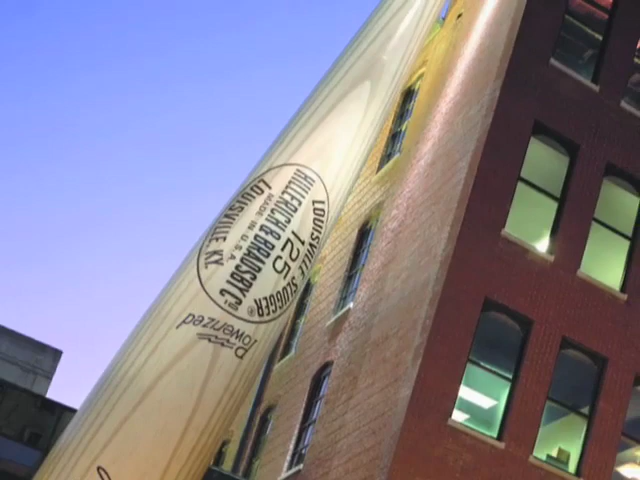 LOUISVILLE SLUGGER®
125
HILLERICH & BRADSBY Co
MADE IN U.S.A.
LOUISVILLE KY.
Powerized